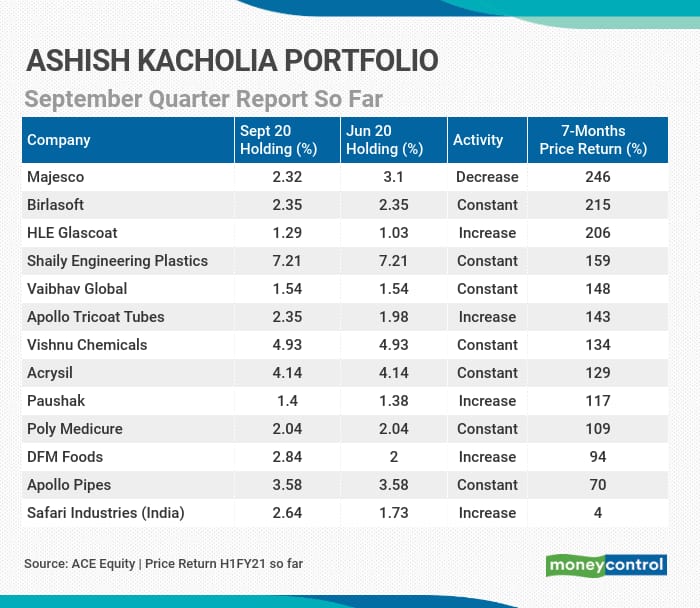 ASHISH KACHOLIA PORTFOLIO
September Quarter Report So Far
Company Sept 20 Holding (%) Jun 20 Holding (%) Activity 7-Months Price Return (%)
Majesco 2.32 3.1 Decrease 246
Birlasoft 2.35 2.35 Constant 215
HLE Glascoat 1.29 1.03 Increase 206
Shaily Engineering Plastics 7.21 7.21 Constant 159
Vaibhav Global 1.54 1.54 Constant 148
Apollo Tricoat Tubes 2.35 1.98 Increase 143
Vishnu Chemicals 4.93 4.93 Constant 134
Acrysil 4.14 4.14 Constant 129
Paushak 1.4 1.38 Increase 117
Poly Medicure 2.04 2.04 Constant 109
DFM Foods 2.84 2 Increase 94
Apollo Pipes 3.58 3.58 Constant 70
Safari Industries (India) 2.64 1.73 Increase 4
Source: ACE Equity | Price Return H1FY21 so far
moneycontrol